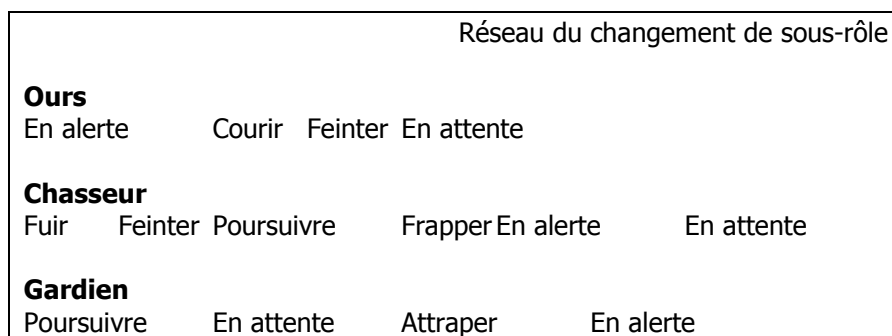 Réseau du changement de sous-rôle
Ours
En alerte Courir Feinter En attente
Chasseur
Fuir Feinter Poursuivre Frapper En alerte En attente
Gardien
Poursuivre En attente Attraper En alerte